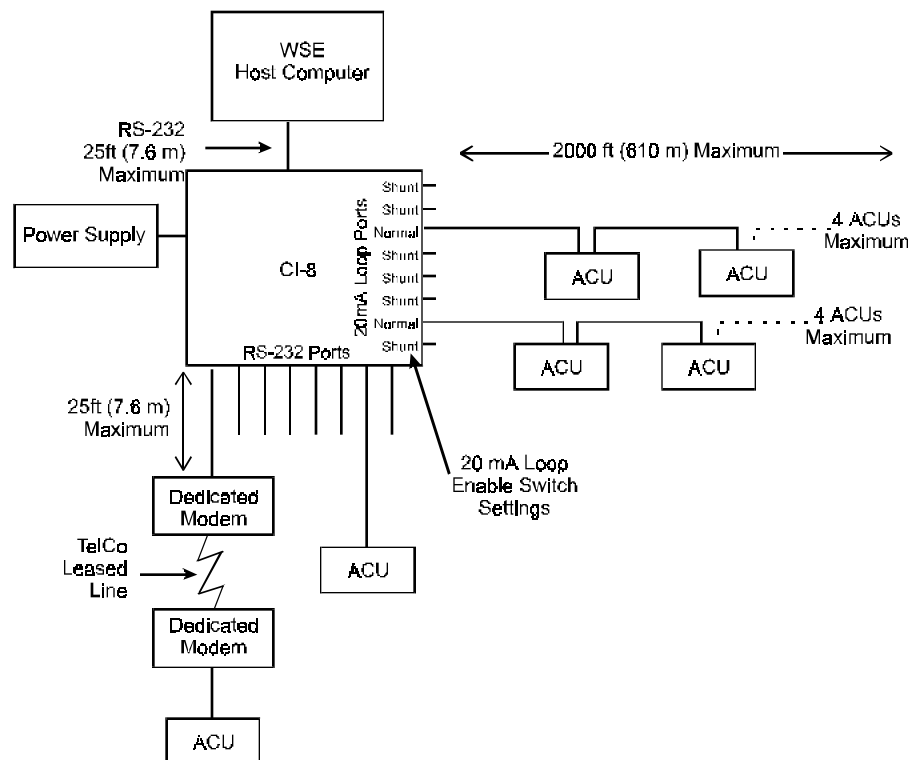 WSE
Host Computer
RS-232
25ft (7.6 m)
Maximum
2000 ft (610 m) Maximum
Power Supply
CI-8
20mA Loop Ports
Shunt
Shunt
Normal
Shunt
Shunt
Shunt
Normal
Shunt
RS-232 Ports
ACU
ACU
4 ACUs
Maximum
ACU
ACU
4 ACUs
Maximum
25ft (7.6 m)
Maximum
20 mA Loop
Enable Switch
Settings
Dedicated
Modem
TelCo
Leased
Line
ACU
Dedicated
Modem
ACU